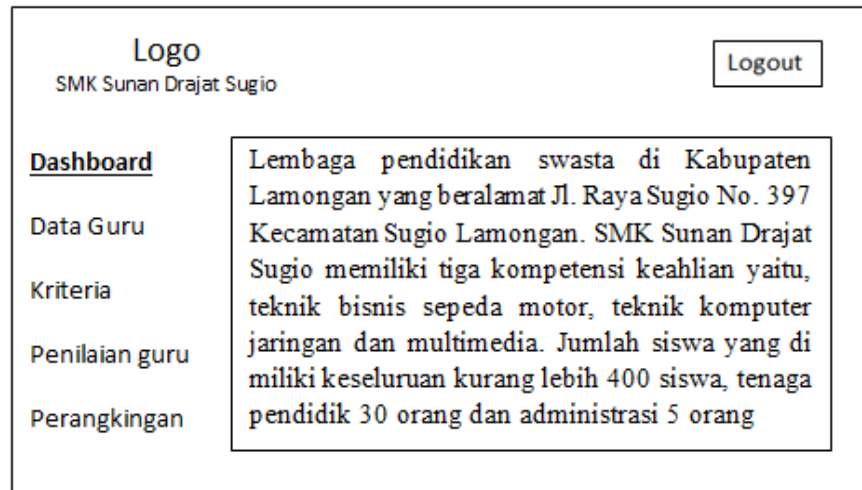 Logo
SMK Sunan Drajat Sugio
Logout
Dashboard
Data Guru
Kriteria
Penilaian guru
Perangkingan
Lembaga pendidikan swasta di Kabupaten
Lamongan yang beralamat Jl. Raya Sugio No. 397
Kecamatan Sugio Lamongan. SMK Sunan Drajat
Sugio memiliki tiga kompetensi keahlian yaitu,
teknik bisnis sepeda motor, teknik komputer
jaringan dan multimedia. Jumlah siswa yang di
miliki keseluruan kurang lebih 400 siswa, tenaga
pendidik 30 orang dan administrasi 5 orang